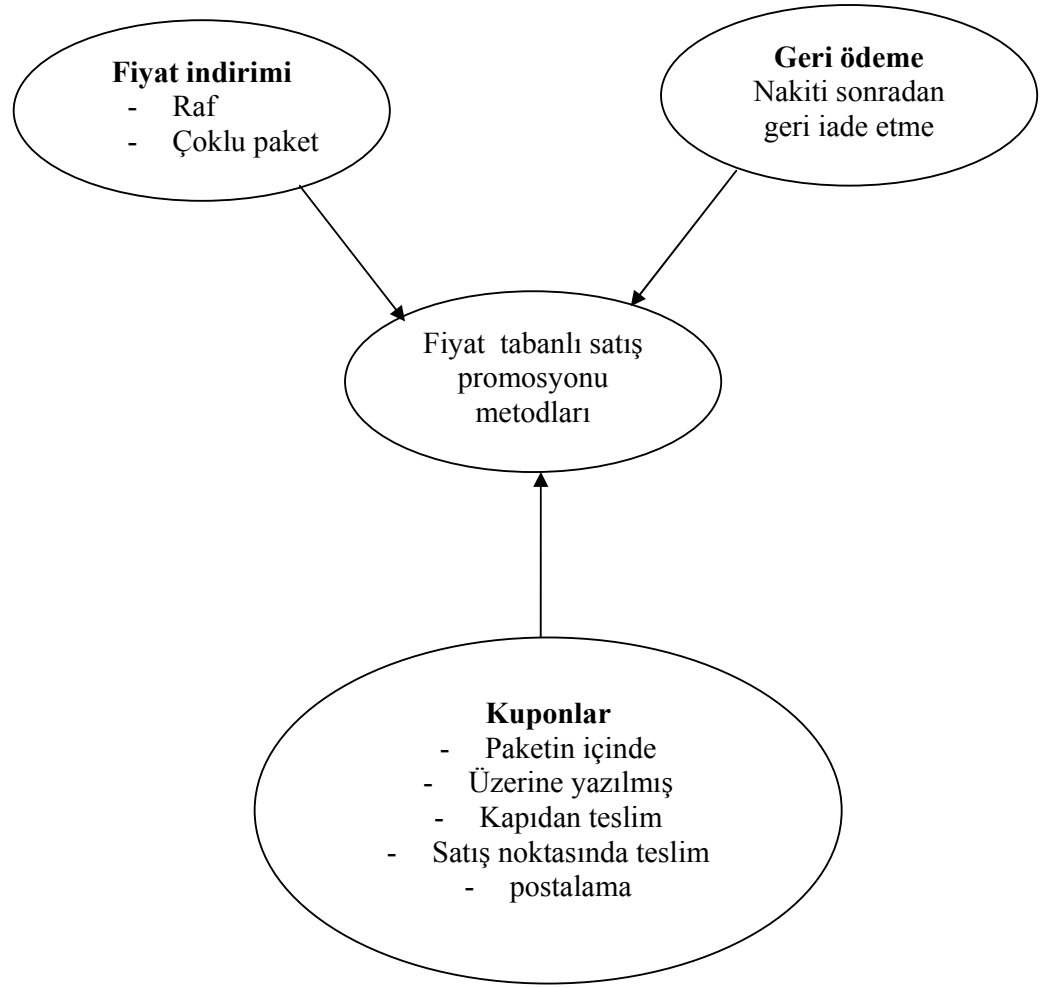 Fiyat indirimi
- Raf
- Çoklu paket
Geri ödeme
Nakiti sonradan
geri iade etme
Fiyat tabanlı satış
promosyonu
metodları
Kuponlar
- Paketin içinde
- Üzerine yazılmış
- Kapıdan teslim
- Satış noktasında teslim
- postalama